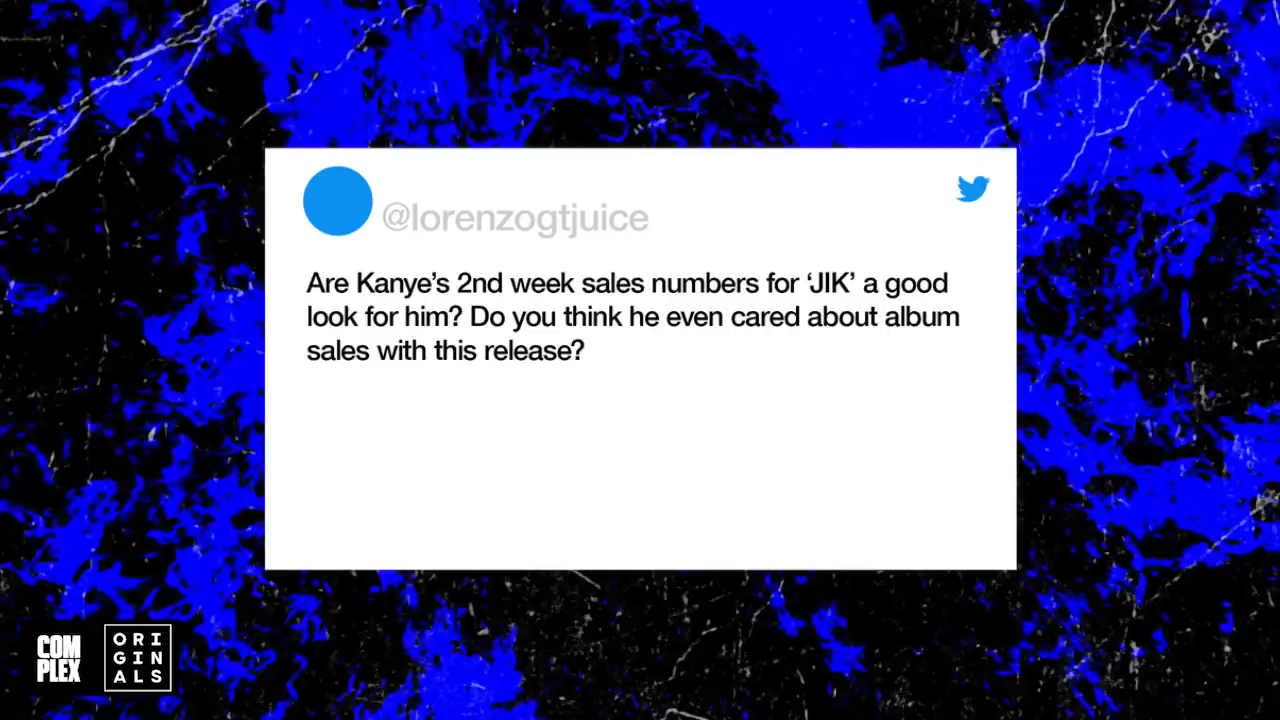 @lorenzogtjuice
Are Kanye’s 2nd week sales numbers for ‘JIK’ a good
look for him? Do you think he even cared about album
sales with this release?
COM
PLEX
ORI
GIN
ALS